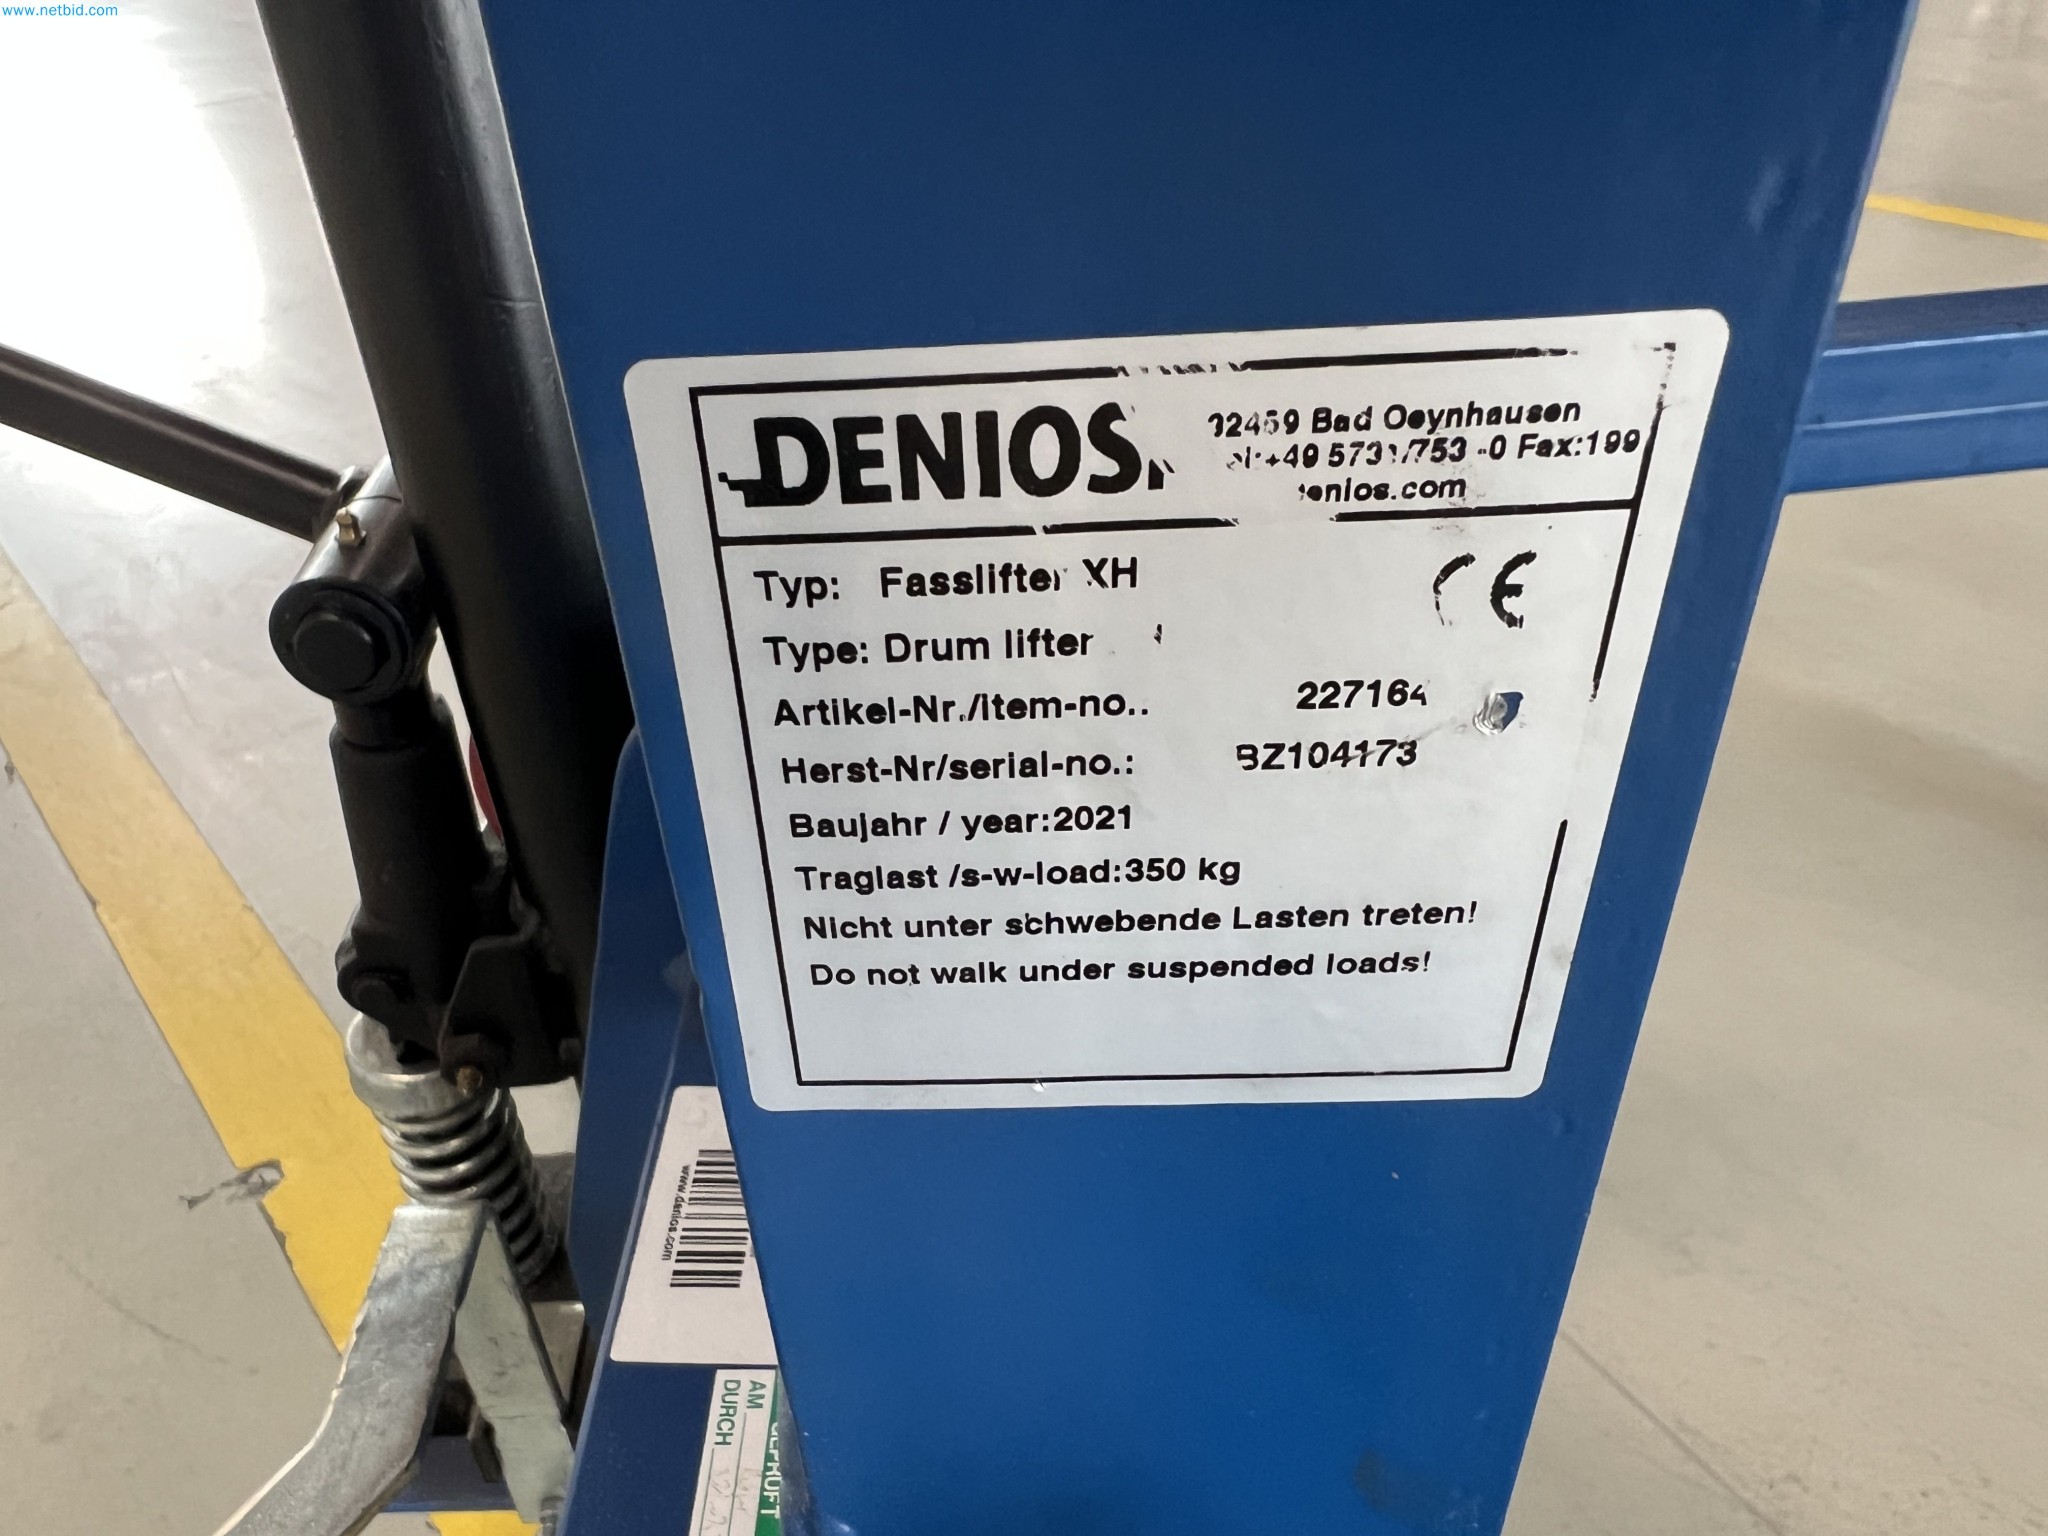 www.netbid.com
DENIOS
32459 Bad Oeynhausen
+49 5731/753 -0 Fax:199
denios.com
Typ: Fasslifter XH
CE
Type: Drum lifter
Artikel-Nr./item-no.. 227164
Herst-Nr/serial-no.: BZ104173
Baujahr / year:2021
Traglast /s-w-load:350 kg
Nicht unter schwebende Lasten treten!
Do not walk under suspended loads!
www.denios.com
GEPRÜFT
AM
DURCH